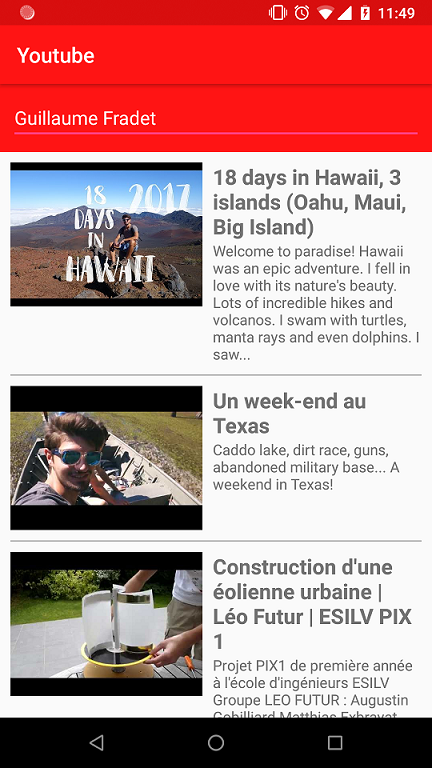 11:49
Youtube
Guillaume Fradet
18 2017
DAYS
IN
HAWAII
18 days in Hawaii, 3
islands (Oahu, Maui,
Big Island)
Welcome to paradise! Hawaii
was an epic adventure. I fell in
love with its nature's beauty.
Lots of incredible hikes and
volcanos. I swam with turtles,
manta rays and even dolphins. I
saw...
Un week-end au
Texas
Caddo lake, dirt race, guns,
abandoned military base... A
weekend in Texas!
Construction d'une
éolienne urbaine |
Léo Futur | ESILV PIX
1
Projet PIX1 de première année
à l'école d'ingénieurs ESILV
Groupe LEO FUTUR : Augustin